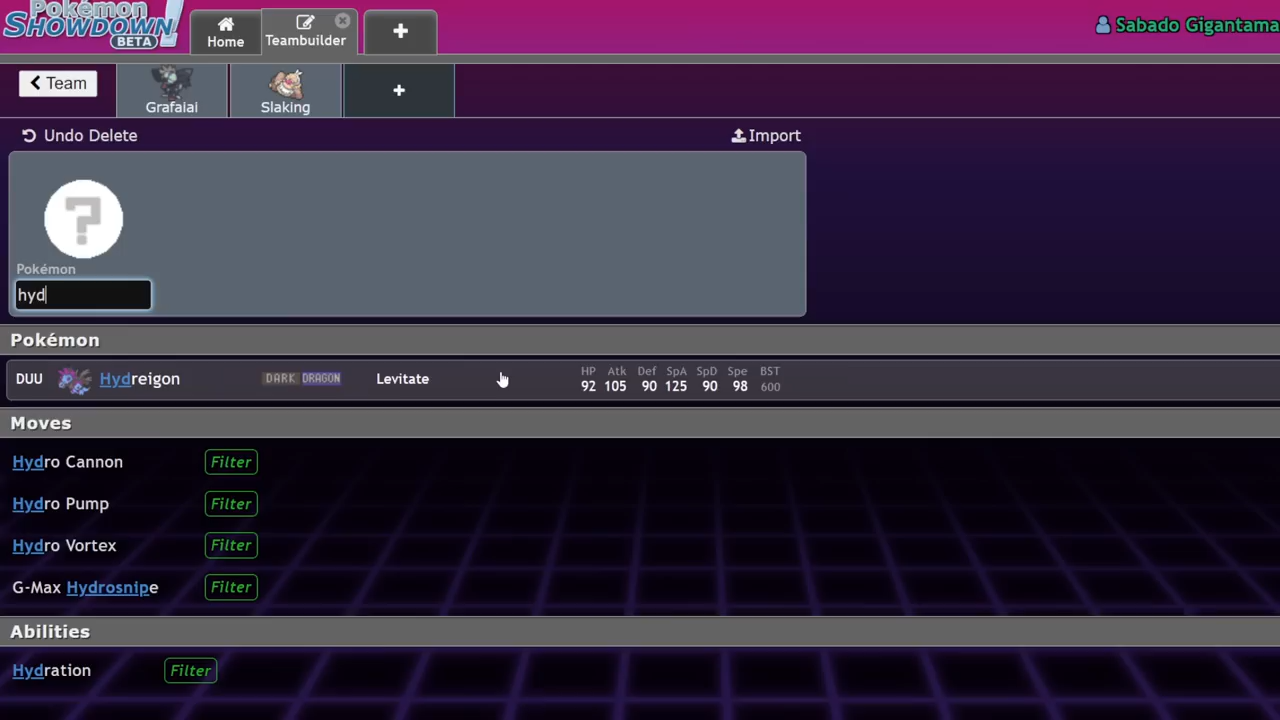 Pokémon
SHOWDOWN!
BETA
Home
Teambuilder
+
Sabado Gigantama
Team
Grafaiai
Slaking
+
Undo Delete
Import
?
Pokémon
hyd
Pokémon
DUU Hydreigon DARK DRAGON Levitate HP 92 Atk 105 Def 90 SpA 125 SpD 90 Spe 98 BST 600
Moves
Hydro Cannon Filter
Hydro Pump Filter
Hydro Vortex Filter
G-Max Hydrosnipe Filter
Abilities
Hydration Filter